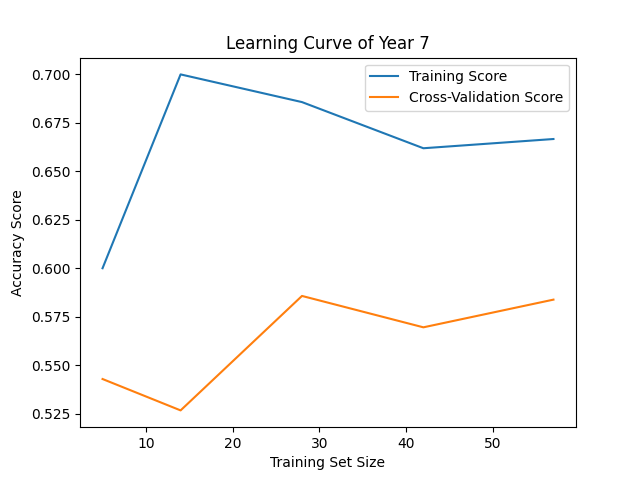 Learning Curve of Year 7
Training Score
Cross-Validation Score
0.700
0.675
0.650
0.625
0.600
0.575
0.550
0.525
Accuracy Score
10 20 30 40 50
Training Set Size